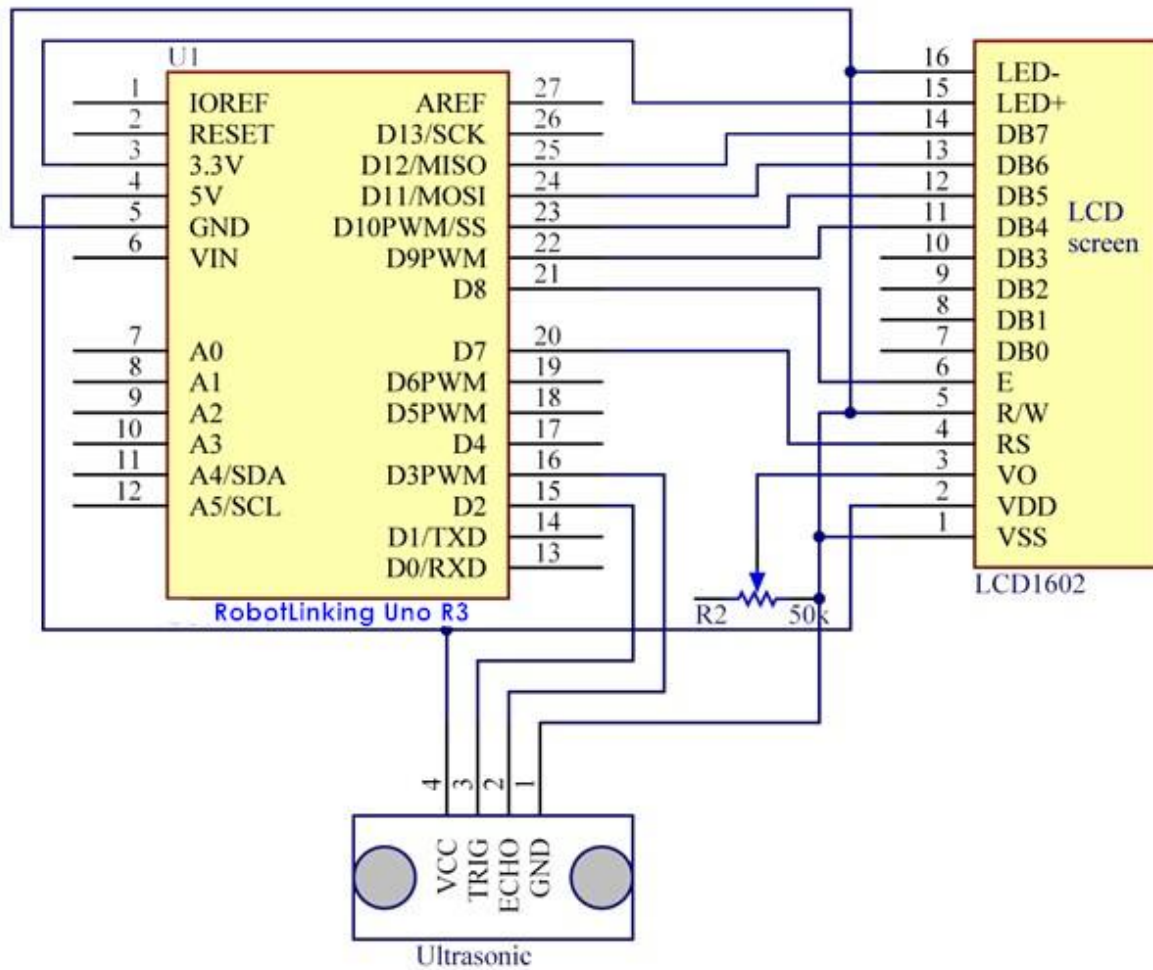 U1
1 IOREF AREF 27
2 RESET D13/SCK 26
3 3.3V D12/MISO 25
4 5V D11/MOSI 24
5 GND D10PWM/SS 23
6 VIN D9PWM 22
D8 21
7 A0 D7 20
8 A1 D6PWM 19
9 A2 D5PWM 18
10 A3 D4 17
11 A4/SDA D3PWM 16
12 A5/SCL D2 15
D1/TXD 14
D0/RXD 13
RobotLinking Uno R3
16 LED-
15 LED+
14 DB7
13 DB6
12 DB5
11 DB4
10 DB3
9 DB2
8 DB1
7 DB0
6 E
5 R/W
4 RS
3 VO
2 VDD
1 VSS
LCD
screen
LCD1602
R2 50k
4 3 2 1
VCC TRIG ECHO GND
Ultrasonic